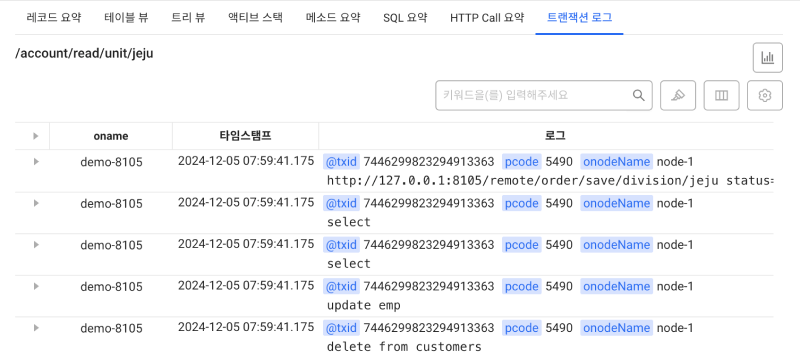 레코드 요약 테이블 뷰 트리 뷰 액티브 스택 메소드 요약 SQL 요약 HTTP Call 요약 트랜잭션 로그
/account/read/unit/jeju
키워드을(를) 입력해주세요
oname 타임스탬프 로그
demo-8105 2024-12-05 07:59:41.175 @txid 7446299823294913363 pcode 5490 onodeName node-1
http://127.0.0.1:8105/remote/order/save/division/jeju status=
demo-8105 2024-12-05 07:59:41.175 @txid 7446299823294913363 pcode 5490 onodeName node-1
select
demo-8105 2024-12-05 07:59:41.175 @txid 7446299823294913363 pcode 5490 onodeName node-1
select
demo-8105 2024-12-05 07:59:41.175 @txid 7446299823294913363 pcode 5490 onodeName node-1
update emp
demo-8105 2024-12-05 07:59:41.175 @txid 7446299823294913363 pcode 5490 onodeName node-1
delete from customers